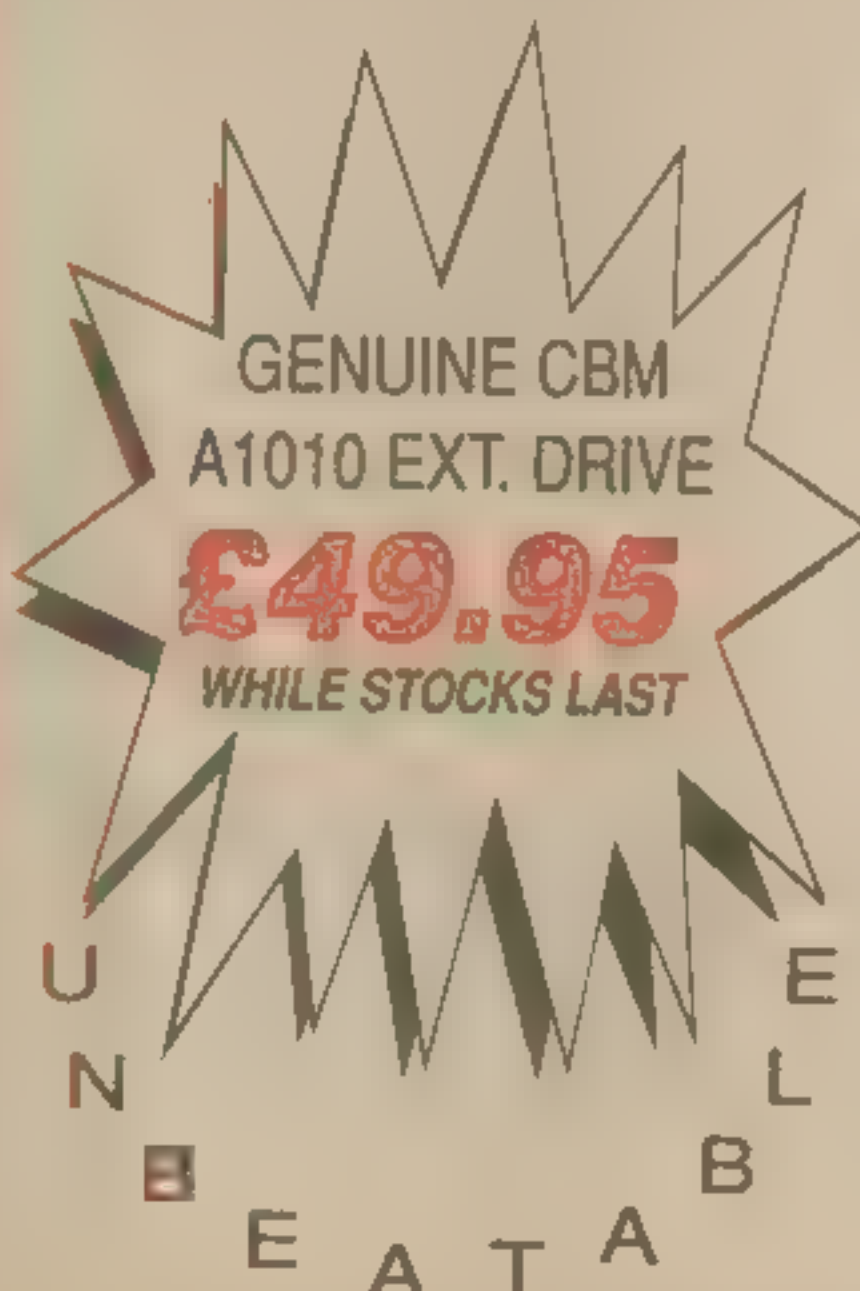 GENUINE CBM
A1010 EXT. DRIVE
£49.95
WHILE STOCKS LAST
UNBEATABLE